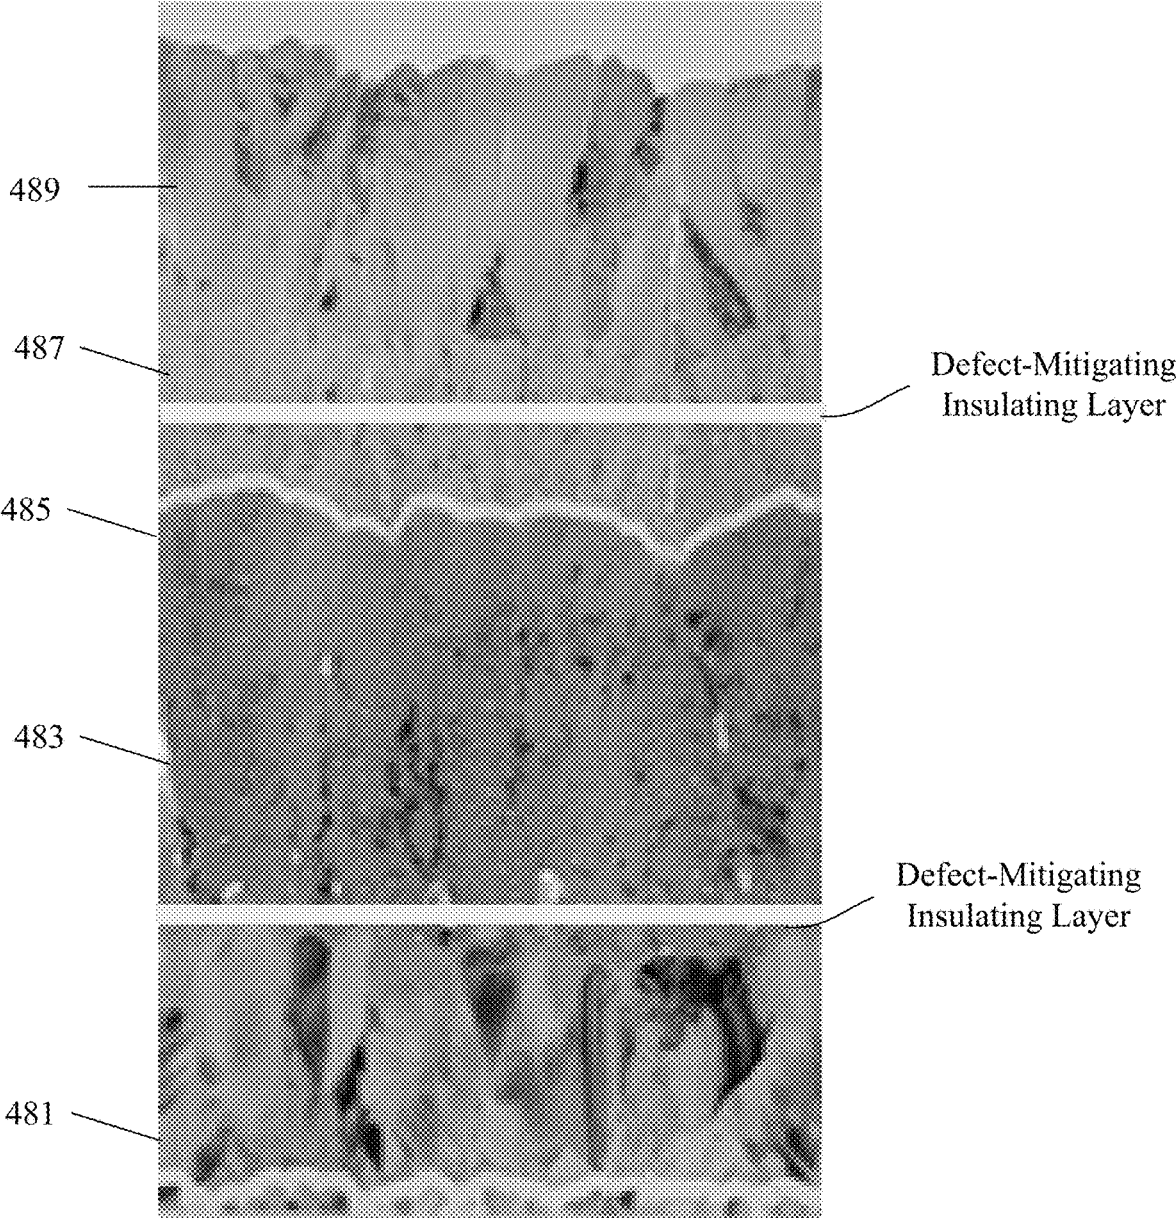 489
487
Defect-Mitigating
Insulating Layer
485
483
Defect-Mitigating
Insulating Layer
481